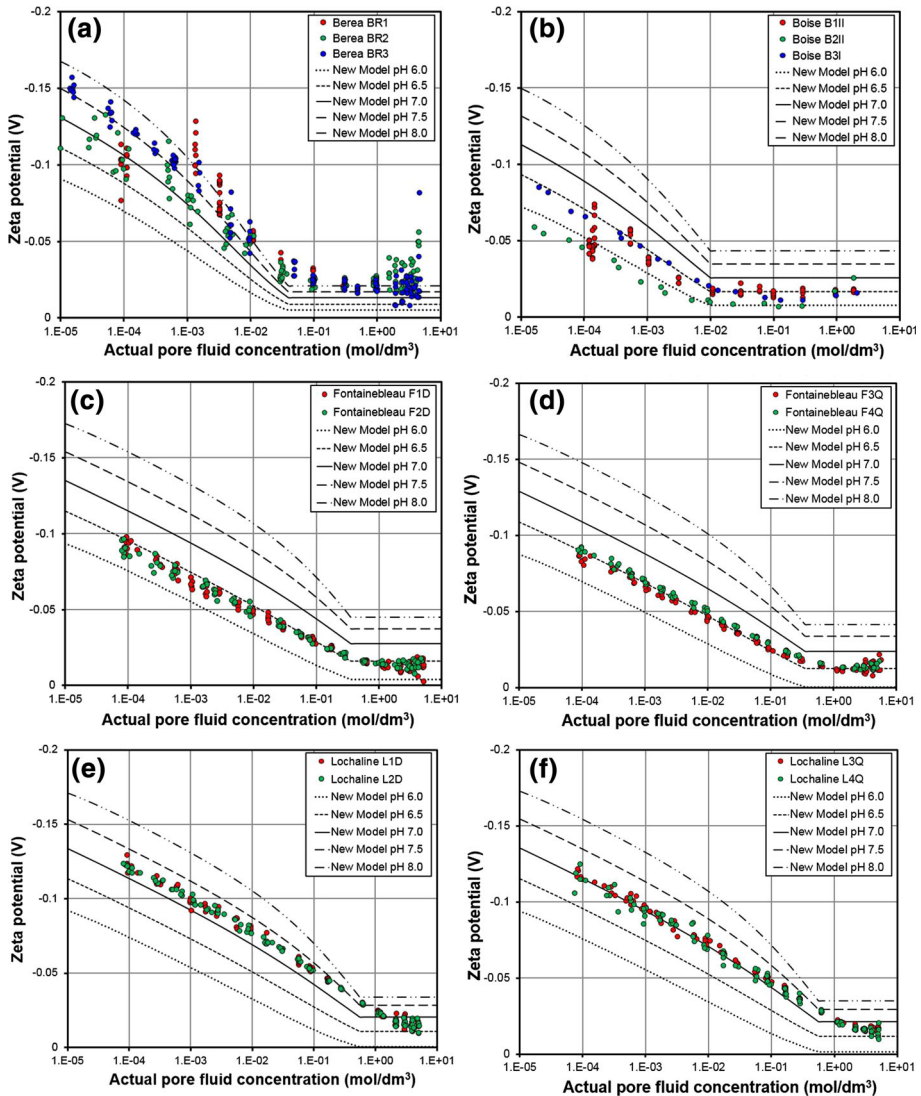 (a)
Berea BR1
Berea BR2
Berea BR3
New Model pH 6.0
New Model pH 6.5
New Model pH 7.0
New Model pH 7.5
New Model pH 8.0
-0.2
-0.15
-0.1
-0.05
0
Zeta potential (V)
1.E-05 1.E-04 1.E-03 1.E-02 1.E-01 1.E+00 1.E+01
Actual pore fluid concentration (mol/dm³)
(b)
Boise B1II
Boise B2II
Boise B3I
New Model pH 6.0
New Model pH 6.5
New Model pH 7.0
New Model pH 7.5
New Model pH 8.0
-0.2
-0.15
-0.1
-0.05
0
Zeta potential (V)
1.E-05 1.E-04 1.E-03 1.E-02 1.E-01 1.E+00 1.E+01
Actual pore fluid concentration (mol/dm³)
(c)
Fontainebleau F1D
Fontainebleau F2D
New Model pH 6.0
New Model pH 6.5
New Model pH 7.0
New Model pH 7.5
New Model pH 8.0
-0.2
-0.15
-0.1
-0.05
0
Zeta potential (V)
1.E-05 1.E-04 1.E-03 1.E-02 1.E-01 1.E+00 1.E+01
Actual pore fluid concentration (mol/dm³)
(d)
Fontainebleau F3Q
Fontainebleau F4Q
New Model pH 6.0
New Model pH 6.5
New Model pH 7.0
New Model pH 7.5
New Model pH 8.0
-0.2
-0.15
-0.1
-0.05
0
Zeta potential (V)
1.E-05 1.E-04 1.E-03 1.E-02 1.E-01 1.E+00 1.E+01
Actual pore fluid concentration (mol/dm³)
(e)
Lochaline L1D
Lochaline L2D
New Model pH 6.0
New Model pH 6.5
New Model pH 7.0
New Model pH 7.5
New Model pH 8.0
-0.2
-0.15
-0.1
-0.05
0
Zeta potential (V)
1.E-05 1.E-04 1.E-03 1.E-02 1.E-01 1.E+00 1.E+01
Actual pore fluid concentration (mol/dm³)
(f)
Lochaline L3Q
Lochaline L4Q
New Model pH 6.0
New Model pH 6.5
New Model pH 7.0
New Model pH 7.5
New Model pH 8.0
-0.2
-0.15
-0.1
-0.05
0
Zeta potential (V)
1.E-05 1.E-04 1.E-03 1.E-02 1.E-01 1.E+00 1.E+01
Actual pore fluid concentration (mol/dm³)